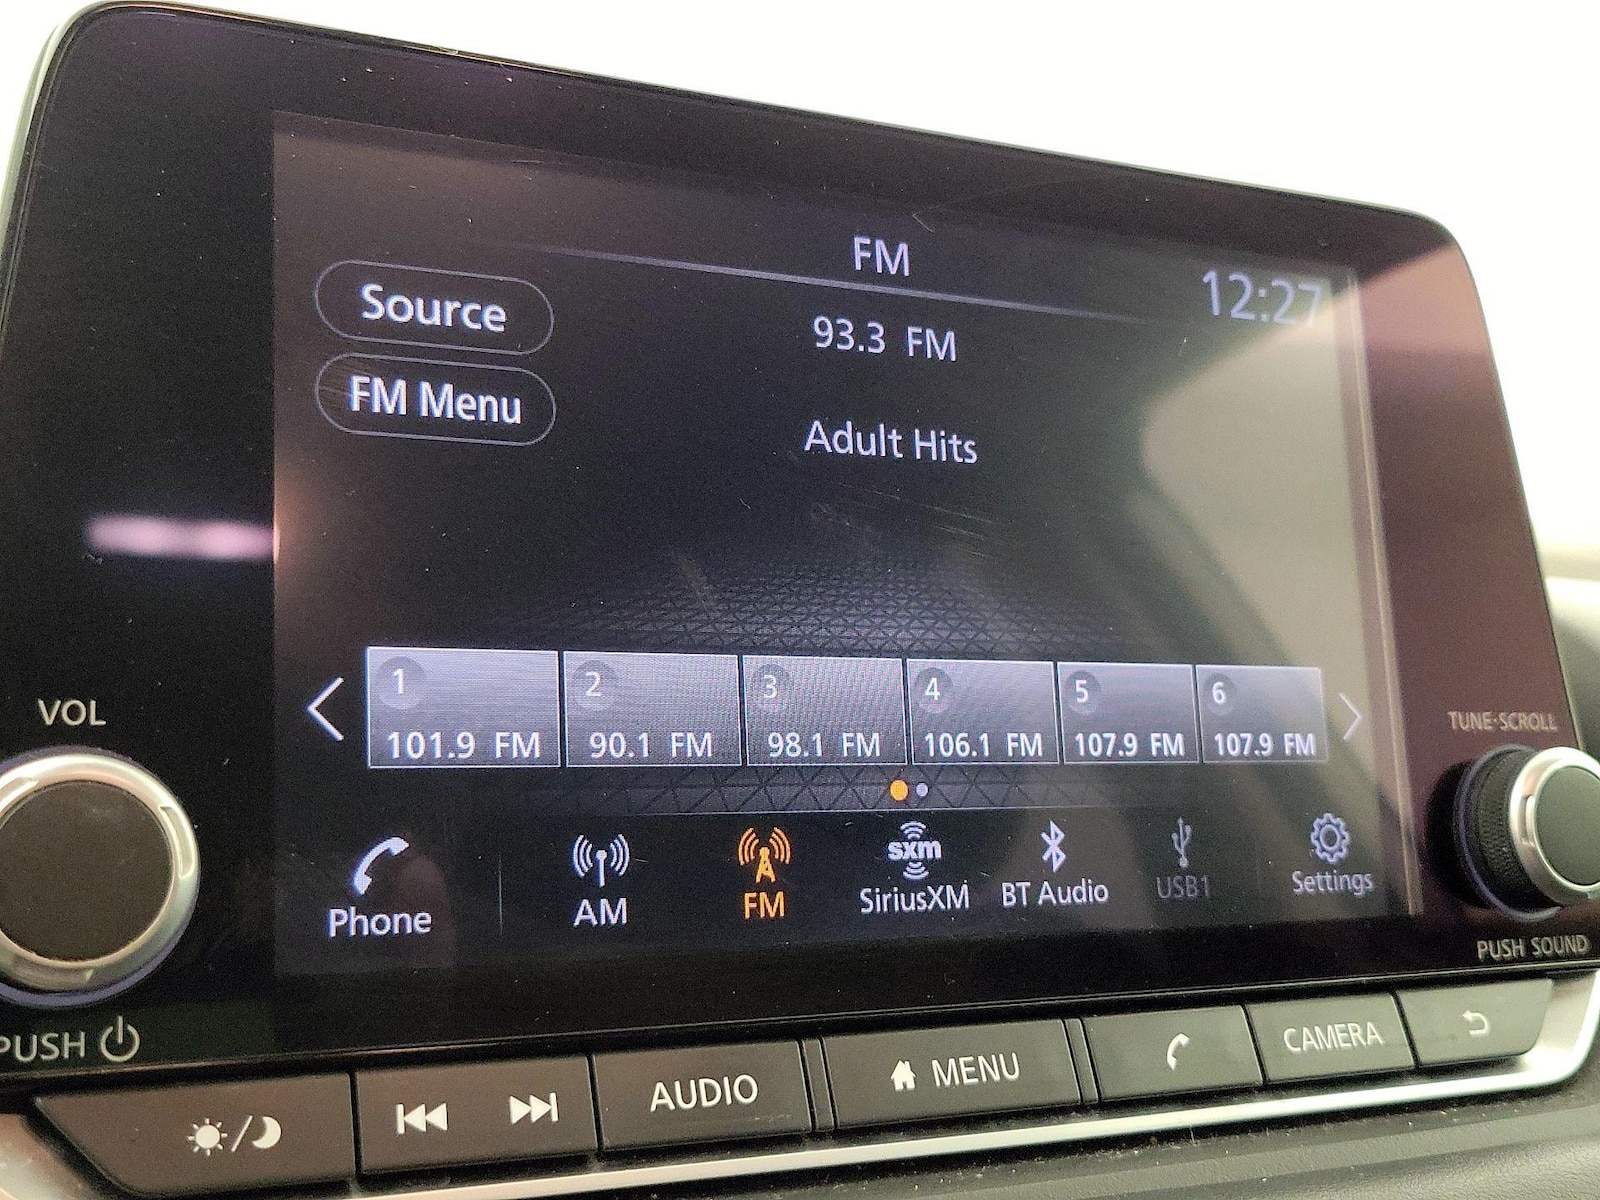 FM
12:27
Source
93.3 FM
FM Menu
Adult Hits
1
101.9 FM
2
90.1 FM
3
98.1 FM
4
106.1 FM
5
107.9 FM
6
107.9 FM
VOL
TUNE·SCROLL
Phone
AM
FM
sxm
SiriusXM
BT Audio
USB1
Settings
PUSH
PUSH SOUND
AUDIO
MENU
CAMERA